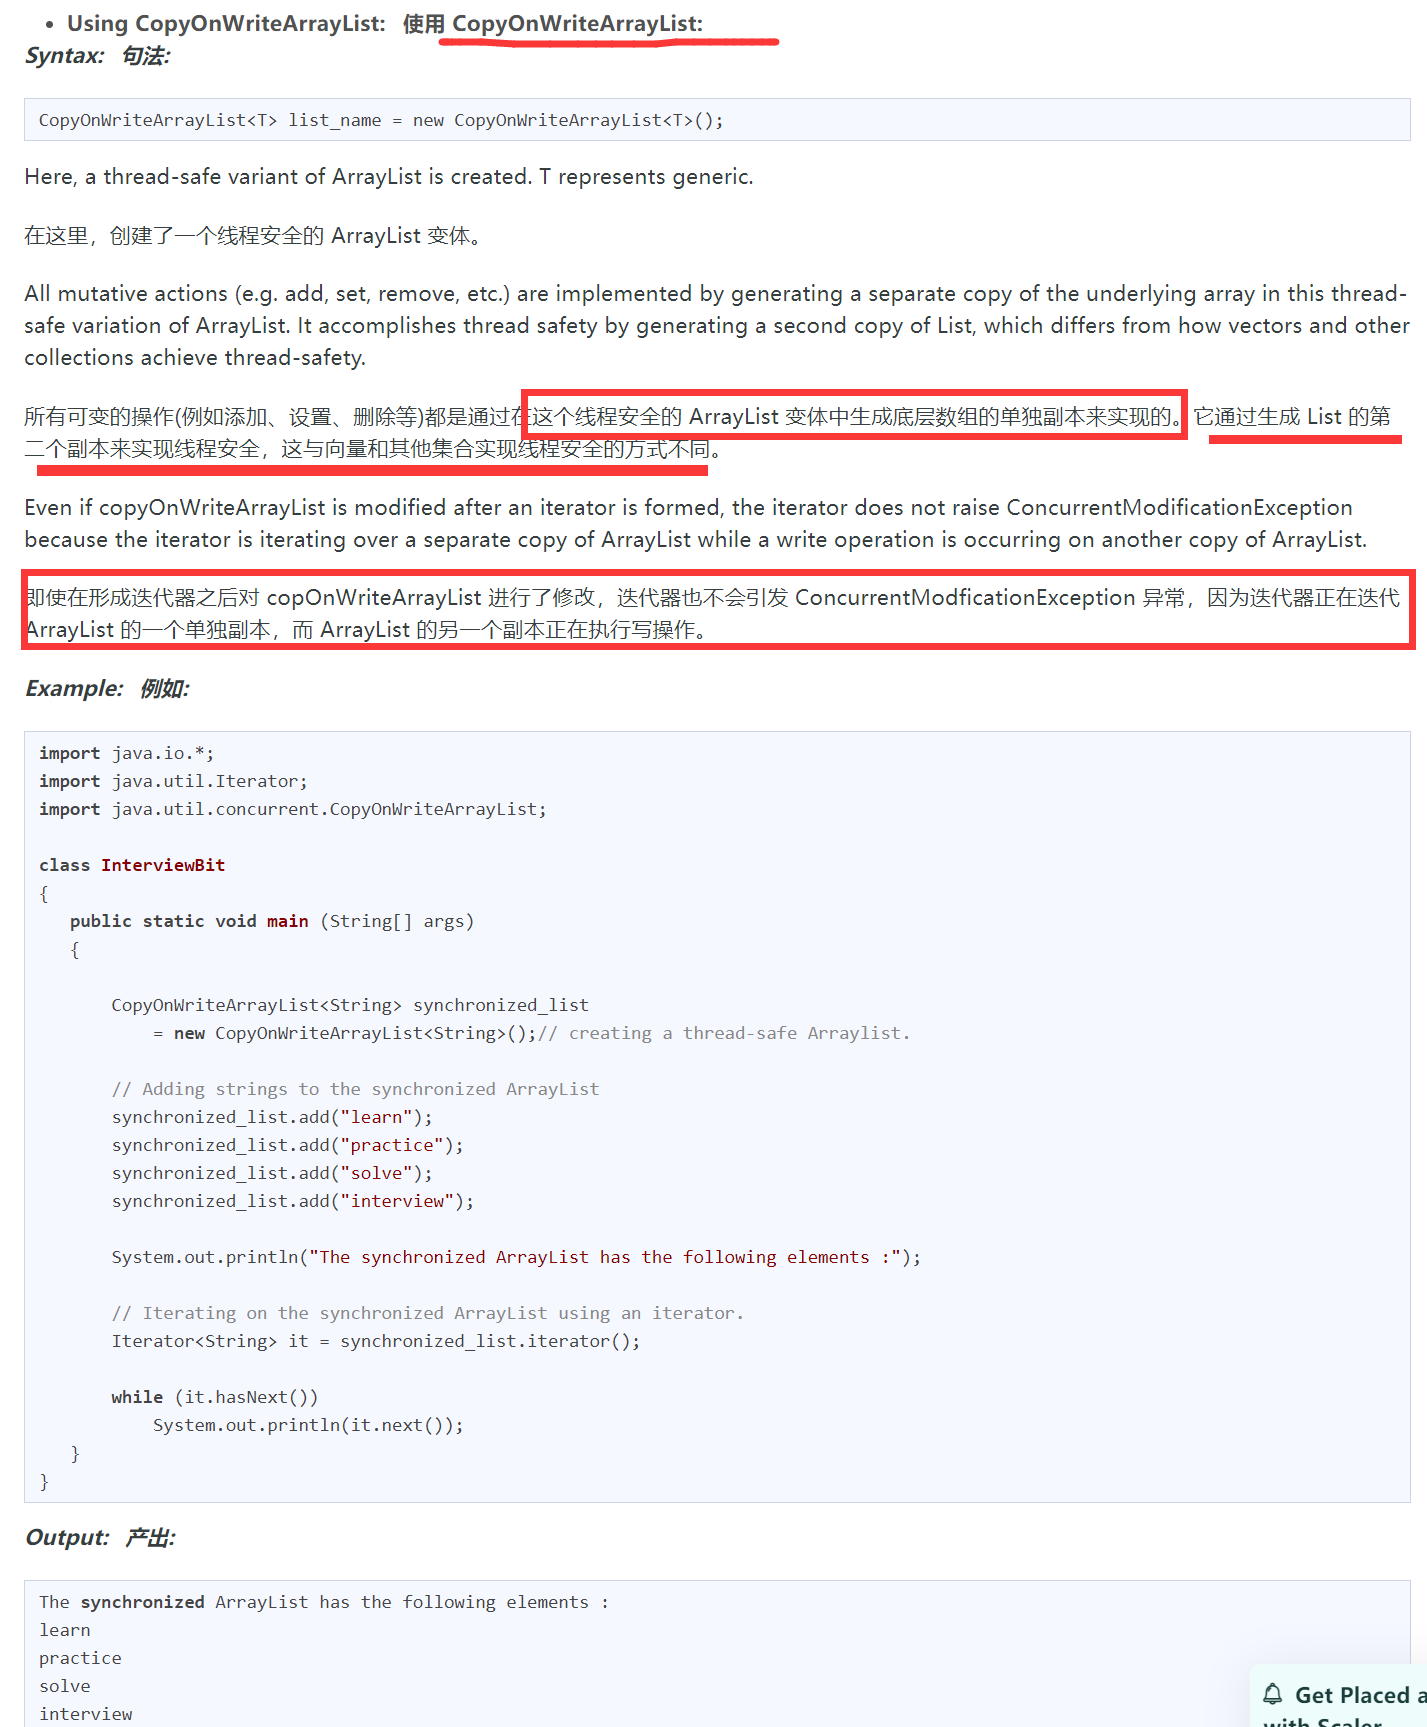 • Using CopyOnWriteArrayList: 使用 CopyOnWriteArrayList:
Syntax: 句法:
CopyOnWriteArrayList<T> list_name = new CopyOnWriteArrayList<T>();
Here, a thread-safe variant of ArrayList is created. T represents generic.
在这里，创建了一个线程安全的 ArrayList 变体。
All mutative actions (e.g. add, set, remove, etc.) are implemented by generating a separate copy of the underlying array in this thread-
safe variation of ArrayList. It accomplishes thread safety by generating a second copy of List, which differs from how vectors and other
collections achieve thread-safety.
所有可变的操作(例如添加、设置、删除等)都是通过在这个线程安全的 ArrayList 变体中生成底层数组的单独副本来实现的。它通过生成 List 的第
二个副本来实现线程安全，这与向量和其他集合实现线程安全的方式不同。
Even if copyOnWriteArrayList is modified after an iterator is formed, the iterator does not raise ConcurrentModificationException
because the iterator is iterating over a separate copy of ArrayList while a write operation is occurring on another copy of ArrayList.
即使在形成迭代器之后对 copOnWriteArrayList 进行了修改，迭代器也不会引发 ConcurrentModficationException 异常，因为迭代器正在迭代
ArrayList 的一个单独副本，而 ArrayList 的另一个副本正在执行写操作。
Example: 例如:
import java.io.*;
import java.util.Iterator;
import java.util.concurrent.CopyOnWriteArrayList;
class InterviewBit
{
public static void main (String[] args)
{
CopyOnWriteArrayList<String> synchronized_list
= new CopyOnWriteArrayList<String>();// creating a thread-safe Arraylist.
// Adding strings to the synchronized ArrayList
synchronized_list.add("learn");
synchronized_list.add("practice");
synchronized_list.add("solve");
synchronized_list.add("interview");
System.out.println("The synchronized ArrayList has the following elements :");
// Iterating on the synchronized ArrayList using an iterator.
Iterator<String> it = synchronized_list.iterator();
while (it.hasNext())
System.out.println(it.next());
}
}
Output: 产出:
The synchronized ArrayList has the following elements :
learn
practice
solve
interview
Get Placed a
with Scaler